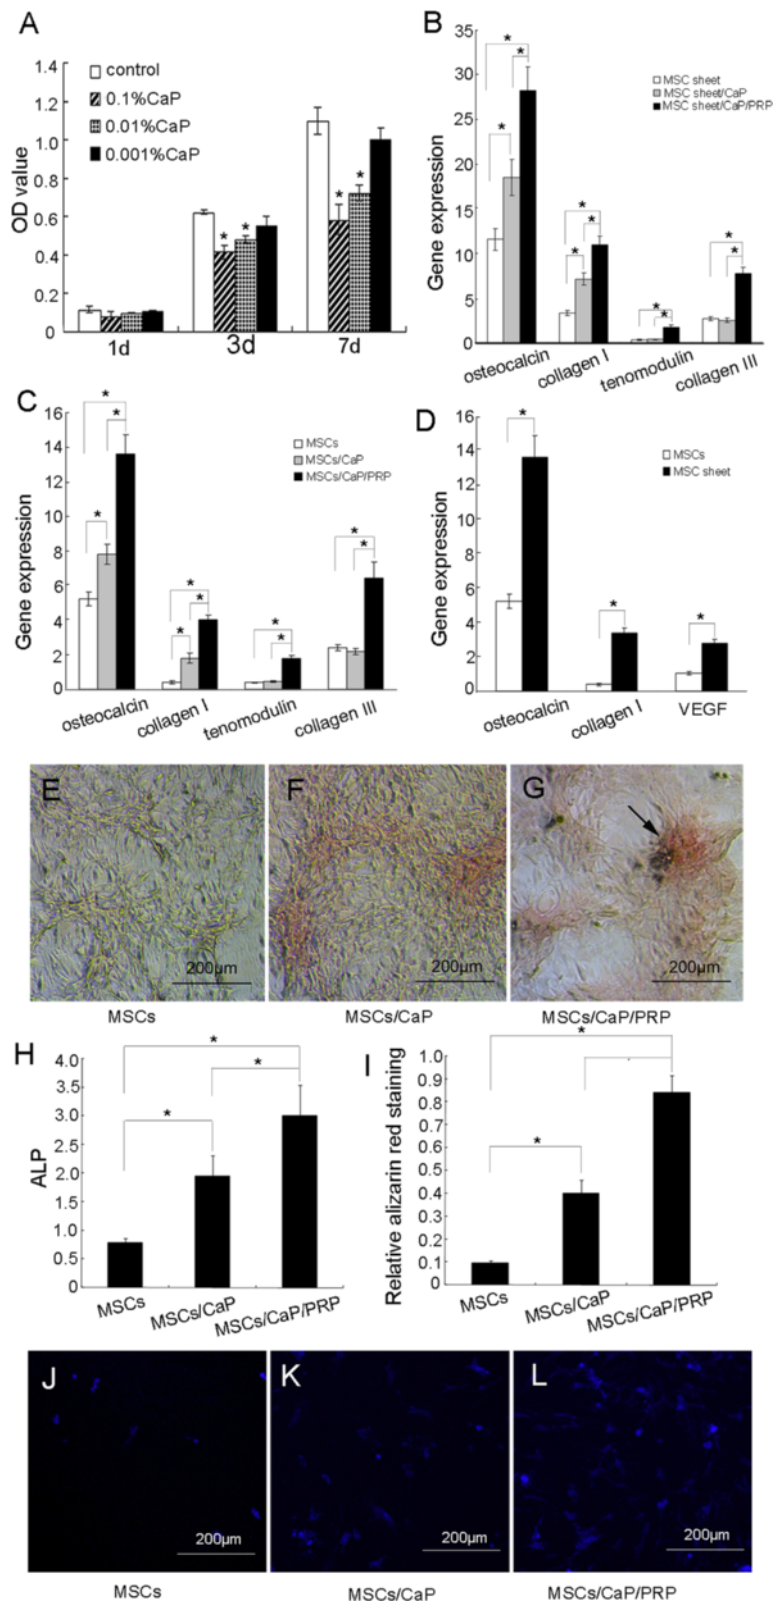 A
control
0.1%CaP
0.01%CaP
0.001%CaP
OD value
1.4
1.2
1.0
0.8
0.6
0.4
0.2
0
* * * *
1d 3d 7d
B
MSC sheet
MSC sheet/CaP
MSC sheet/CaP/PRP
Gene expression
35
30
25
20
15
10
5
0
* * * * * * * * * *
osteocalcin collagen I tenomodulin collagen III
C
MSCs
MSCs/CaP
MSCs/CaP/PRP
Gene expression
16
14
12
10
8
6
4
2
0
* * * * * * * * * *
osteocalcin collagen I tenomodulin collagen III
D
MSCs
MSC sheet
Gene expression
16
14
12
10
8
6
4
2
0
* * *
osteocalcin collagen I VEGF
E F G
200μm 200μm 200μm
MSCs MSCs/CaP MSCs/CaP/PRP
H
ALP
4.0
3.5
3.0
2.5
2.0
1.5
1.0
0.5
0
* * *
MSCs MSCs/CaP MSCs/CaP/PRP
I
Relative alizarin red staining
1.0
0.9
0.8
0.7
0.6
0.5
0.4
0.3
0.2
0.1
0
* *
MSCs MSCs/CaP MSCs/CaP/PRP
J K L
200μm 200μm 200μm
MSCs MSCs/CaP MSCs/CaP/PRP